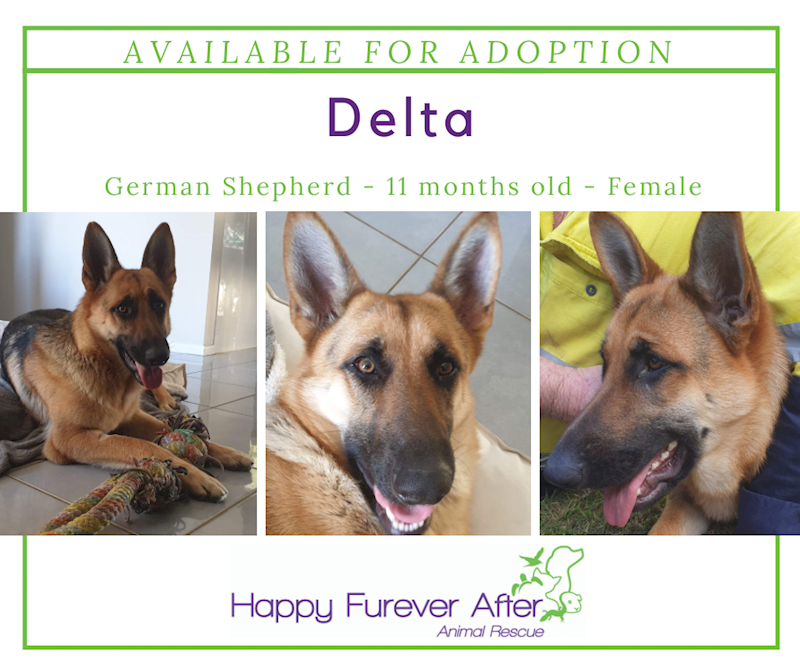 AVAILABLE FOR ADOPTION
Delta
German Shepherd - 11 months old - Female
Happy Furever After
Animal Rescue